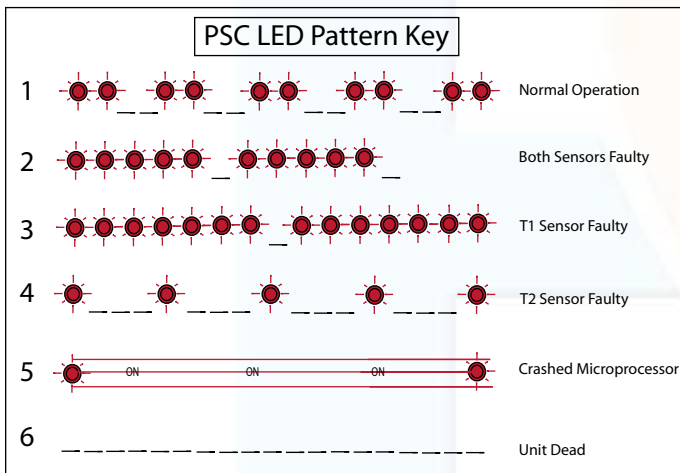 PSC LED Pattern Key
1 Normal Operation
2 Both Sensors Faulty
3 T1 Sensor Faulty
4 T2 Sensor Faulty
5 ON ON ON Crashed Microprocessor
6 Unit Dead